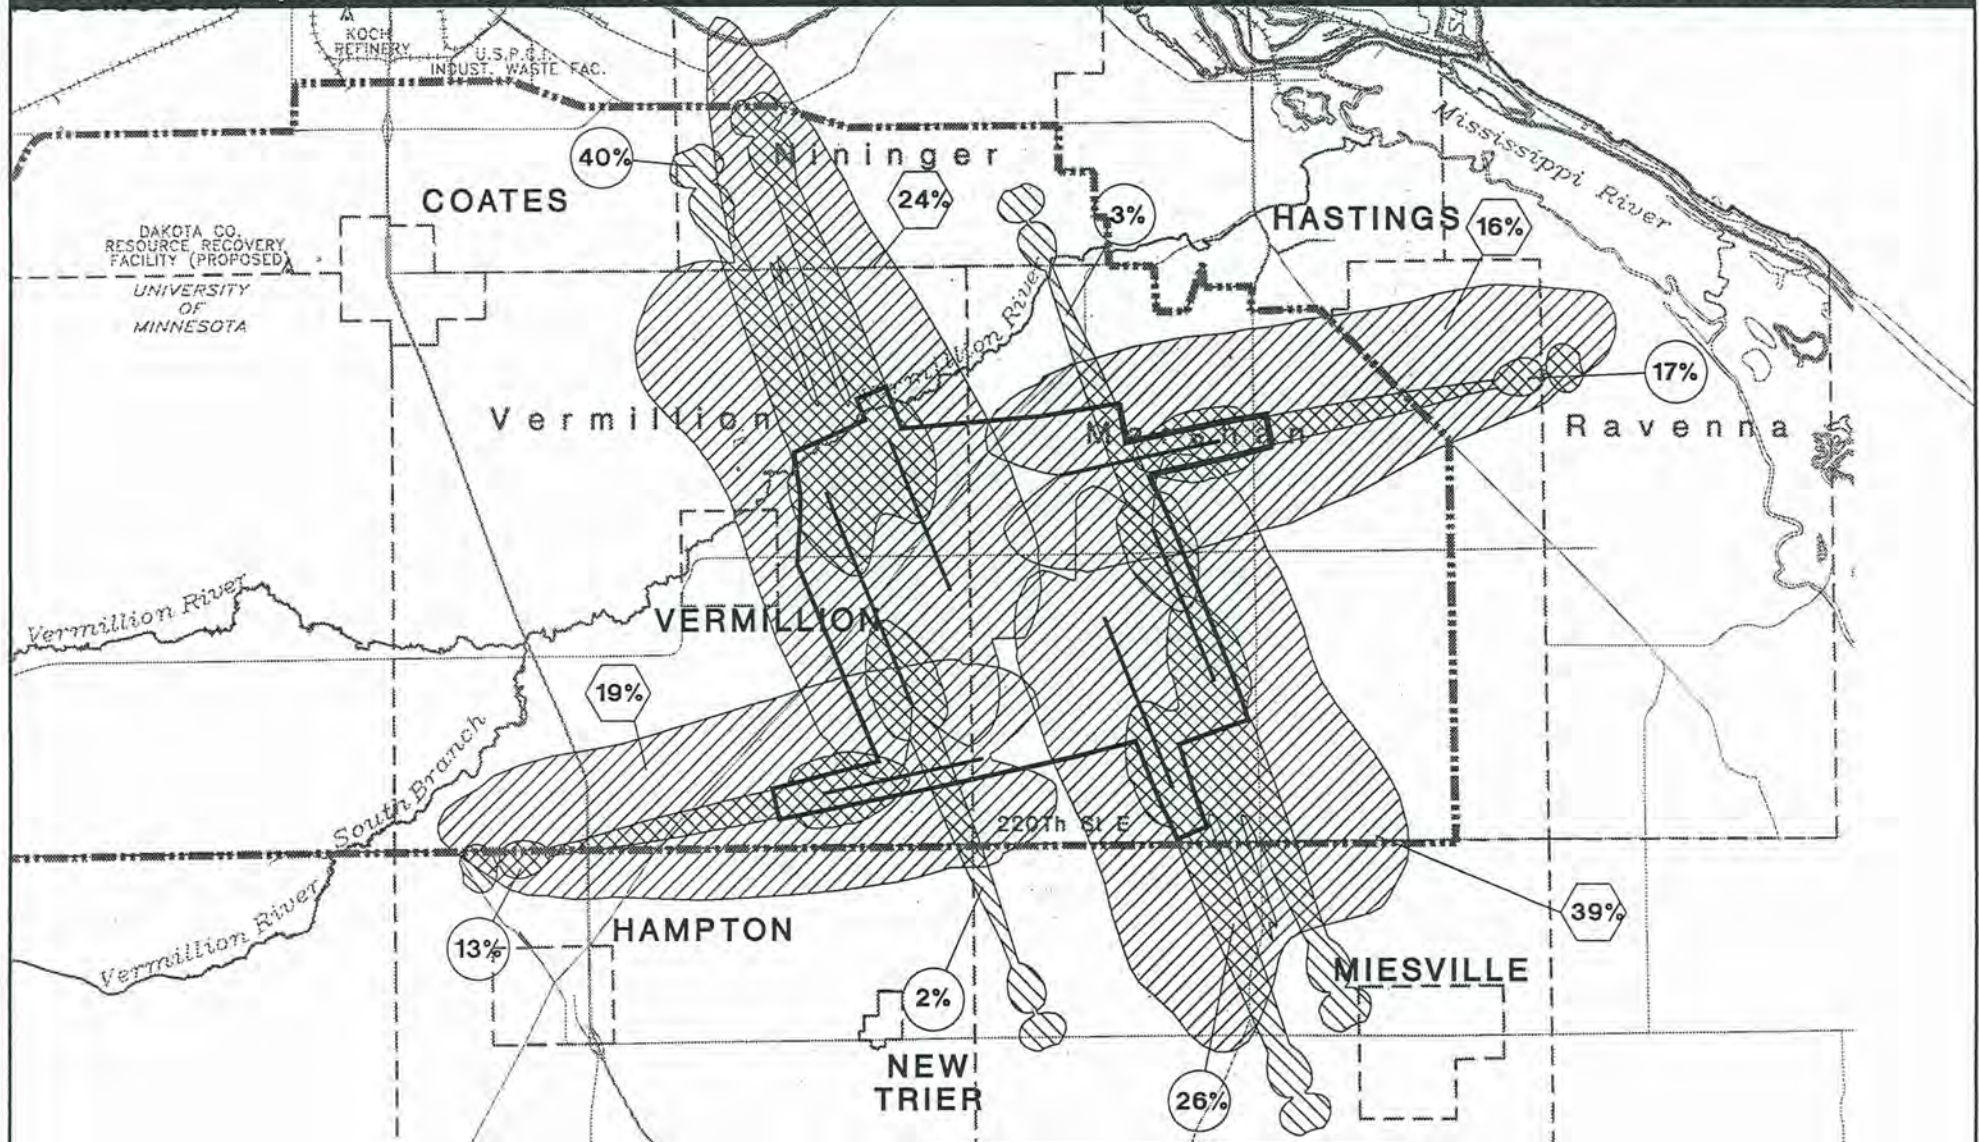 KOCH
REFINERY
U.S.P.C.I.
INDUST. WASTE FAC.
40%
Nininger
COATES
24%
3%
HASTINGS
16%
Mississippi River
DAKOTA CO.
RESOURCE RECOVERY
FACILITY (PROPOSED)
UNIVERSITY
OF
MINNESOTA
Vermillion River
17%
Vermillion
Marshan
Ravenna
Vermillion River
VERMILLION
19%
South Branch
220Th St E
Vermillion River
13%
HAMPTON
39%
2%
MIESVILLE
NEW
TRIER
26%